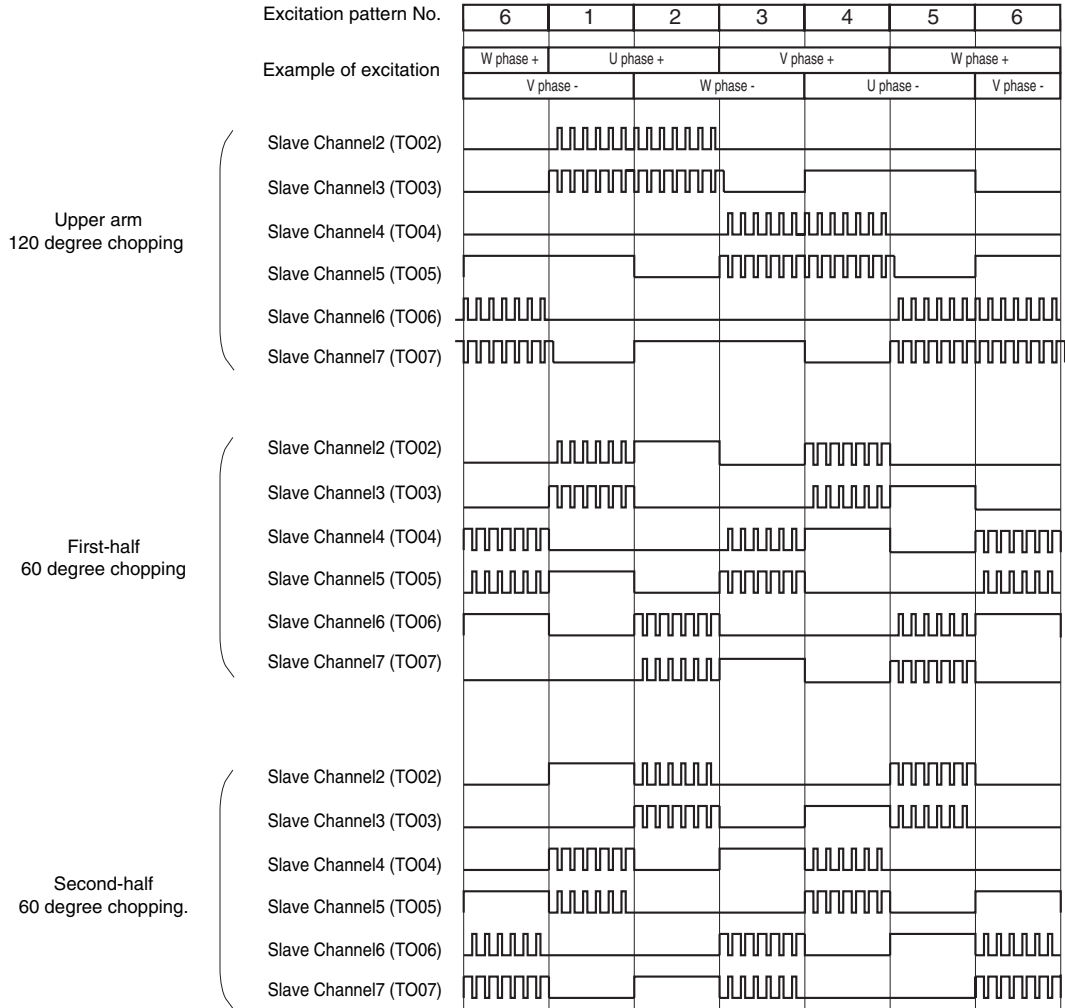 Excitation pattern No. 6 1 2 3 4 5 6
Example of excitation
W phase + U phase + V phase + W phase +
V phase - W phase - U phase - V phase -
Upper arm
120 degree chopping
Slave Channel2 (TO02)
Slave Channel3 (TO03)
Slave Channel4 (TO04)
Slave Channel5 (TO05)
Slave Channel6 (TO06)
Slave Channel7 (TO07)
First-half
60 degree chopping
Slave Channel2 (TO02)
Slave Channel3 (TO03)
Slave Channel4 (TO04)
Slave Channel5 (TO05)
Slave Channel6 (TO06)
Slave Channel7 (TO07)
Second-half
60 degree chopping.
Slave Channel2 (TO02)
Slave Channel3 (TO03)
Slave Channel4 (TO04)
Slave Channel5 (TO05)
Slave Channel6 (TO06)
Slave Channel7 (TO07)